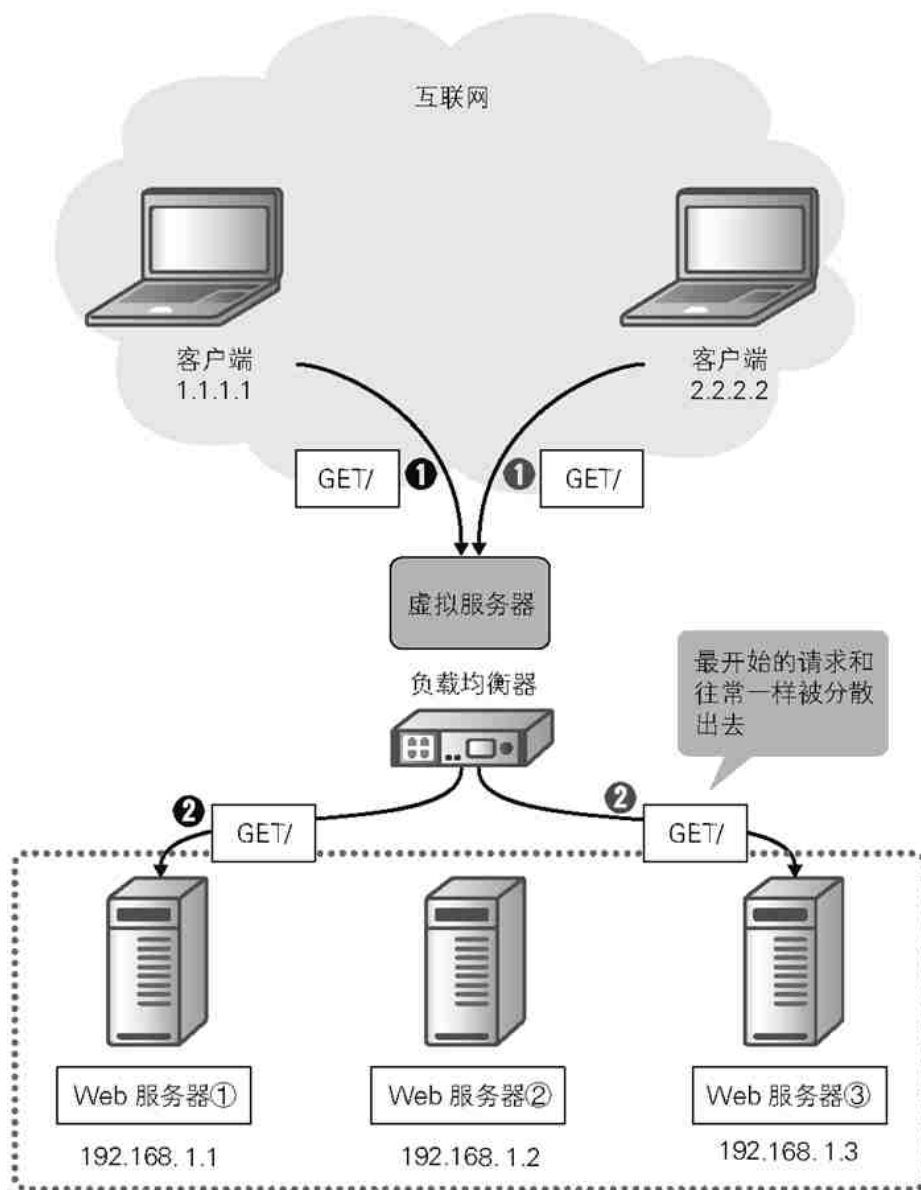 互联网
客户端
1.1.1.1
客户端
2.2.2.2
GET/
❶
❶
GET/
虚拟服务器
负载均衡器
最开始的请求和
往常一样被分散
出去
❷
GET/
❷
GET/
Web 服务器①
Web 服务器②
Web 服务器③
192.168.1.1
192.168.1.2
192.168.1.3